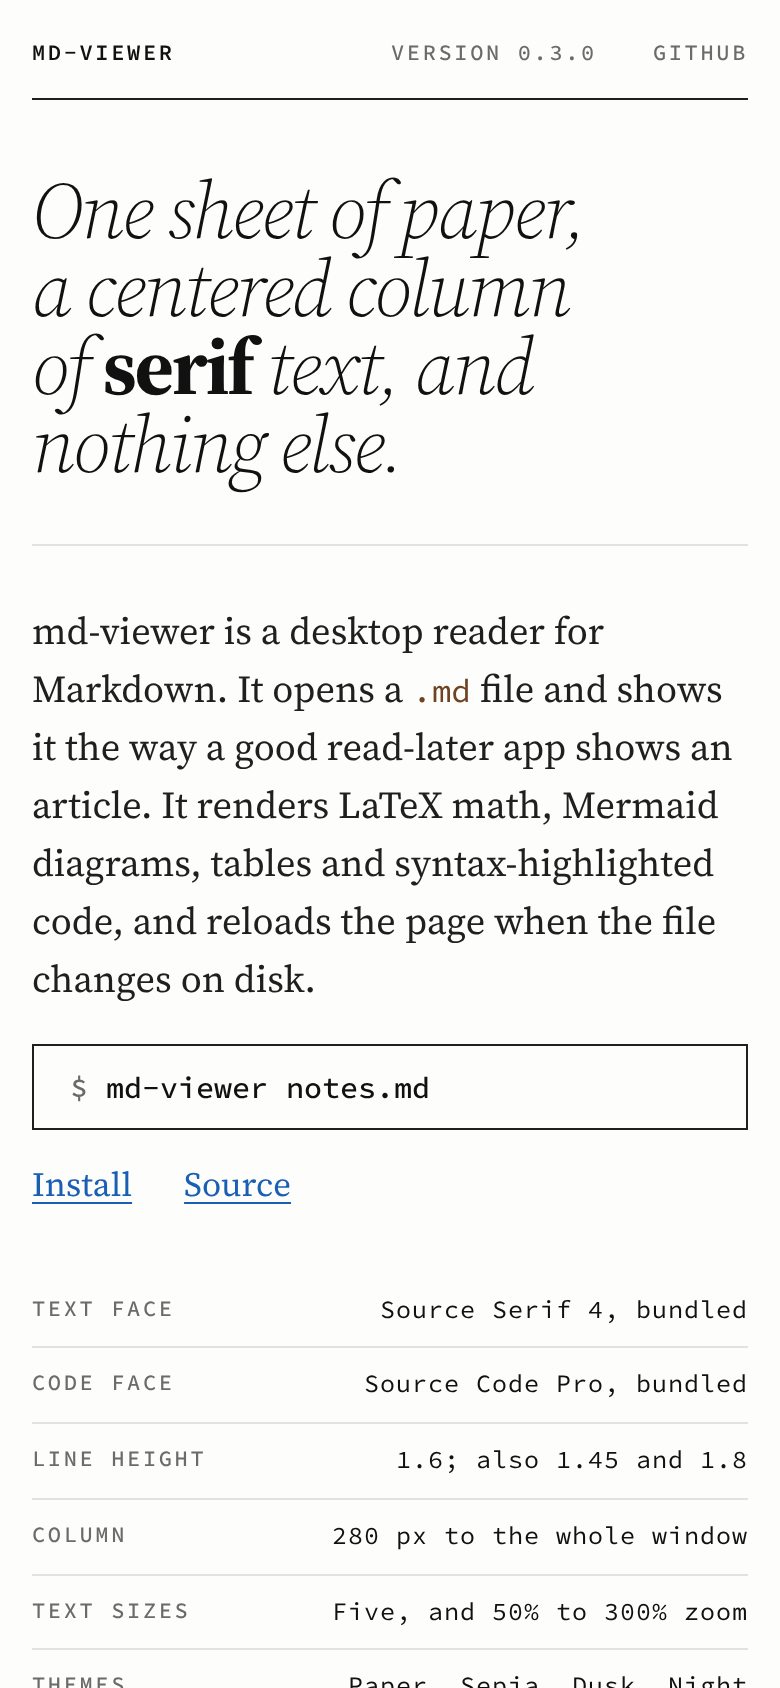 MD-VIEWER VERSION 0.3.0 GITHUB
One sheet of paper,
a centered column
of serif text, and
nothing else.
md-viewer is a desktop reader for
Markdown. It opens a .md file and shows
it the way a good read-later app shows an
article. It renders LaTeX math, Mermaid
diagrams, tables and syntax-highlighted
code, and reloads the page when the file
changes on disk.
$ md-viewer notes.md
Install Source
TEXT FACE Source Serif 4, bundled
CODE FACE Source Code Pro, bundled
LINE HEIGHT 1.6; also 1.45 and 1.8
COLUMN 280 px to the whole window
TEXT SIZES Five, and 50% to 300% zoom
THEMES Paper, Sepia, Dusk, Night